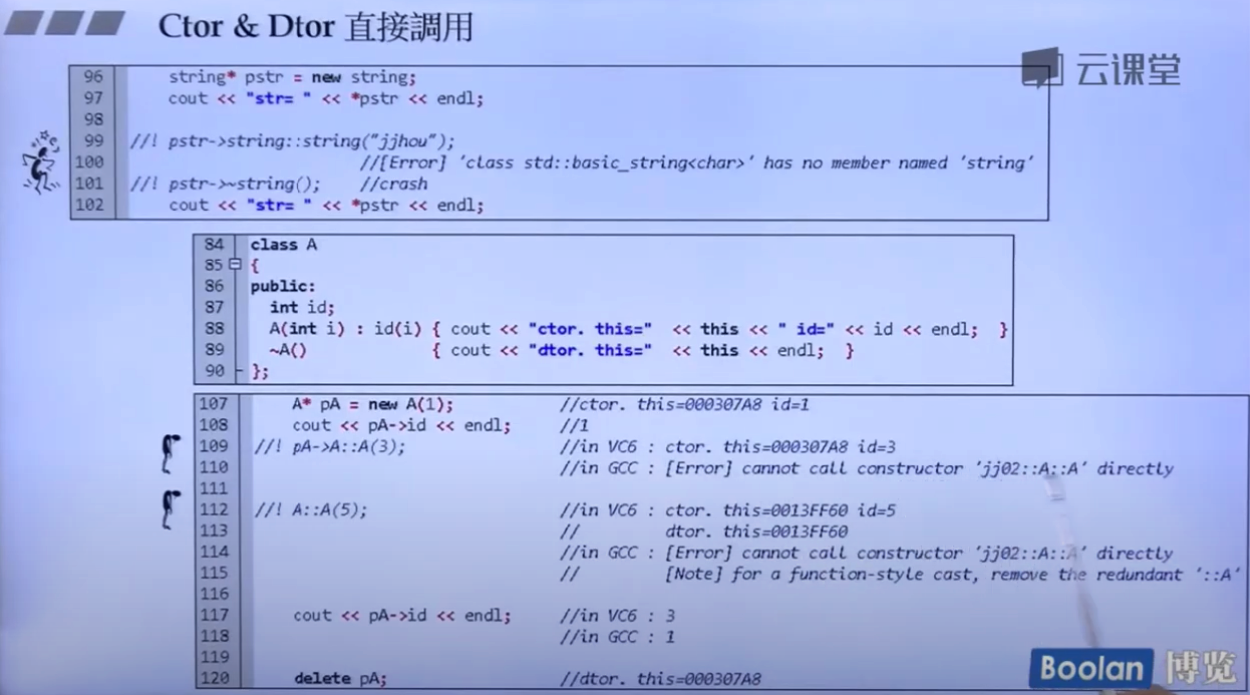 Ctor & Dtor 直接調用
云课堂
96 string* pstr = new string;
97 cout << "str= " << *pstr << endl;
98
99 //! pstr->string::string("jjhou");
100 //[Error] 'class std::basic_string<char>' has no member named 'string'
101 //! pstr->~string(); //crash
102 cout << "str= " << *pstr << endl;
84 class A
85 {
86 public:
87 int id;
88 A(int i) : id(i) { cout << "ctor. this=" << this << " id=" << id << endl; }
89 ~A() { cout << "dtor. this=" << this << endl; }
90 };
107 A* pA = new A(1); //ctor. this=000307A8 id=1
108 cout << pA->id << endl; //1
109 //! pA->A::A(3); //in VC6 : ctor. this=000307A8 id=3
110 //in GCC : [Error] cannot call constructor 'jj02::A::A' directly
111
112 //! A::A(5); //in VC6 : ctor. this=0013FF60 id=5
113 // dtor. this=0013FF60
114 //in GCC : [Error] cannot call constructor 'jj02::A::A' directly
115 // [Note] for a function-style cast, remove the redundant '::A'
116
117 cout << pA->id << endl; //in VC6 : 3
118 //in GCC : 1
119
120 delete pA; //dtor. this=000307A8
Boolan 博览